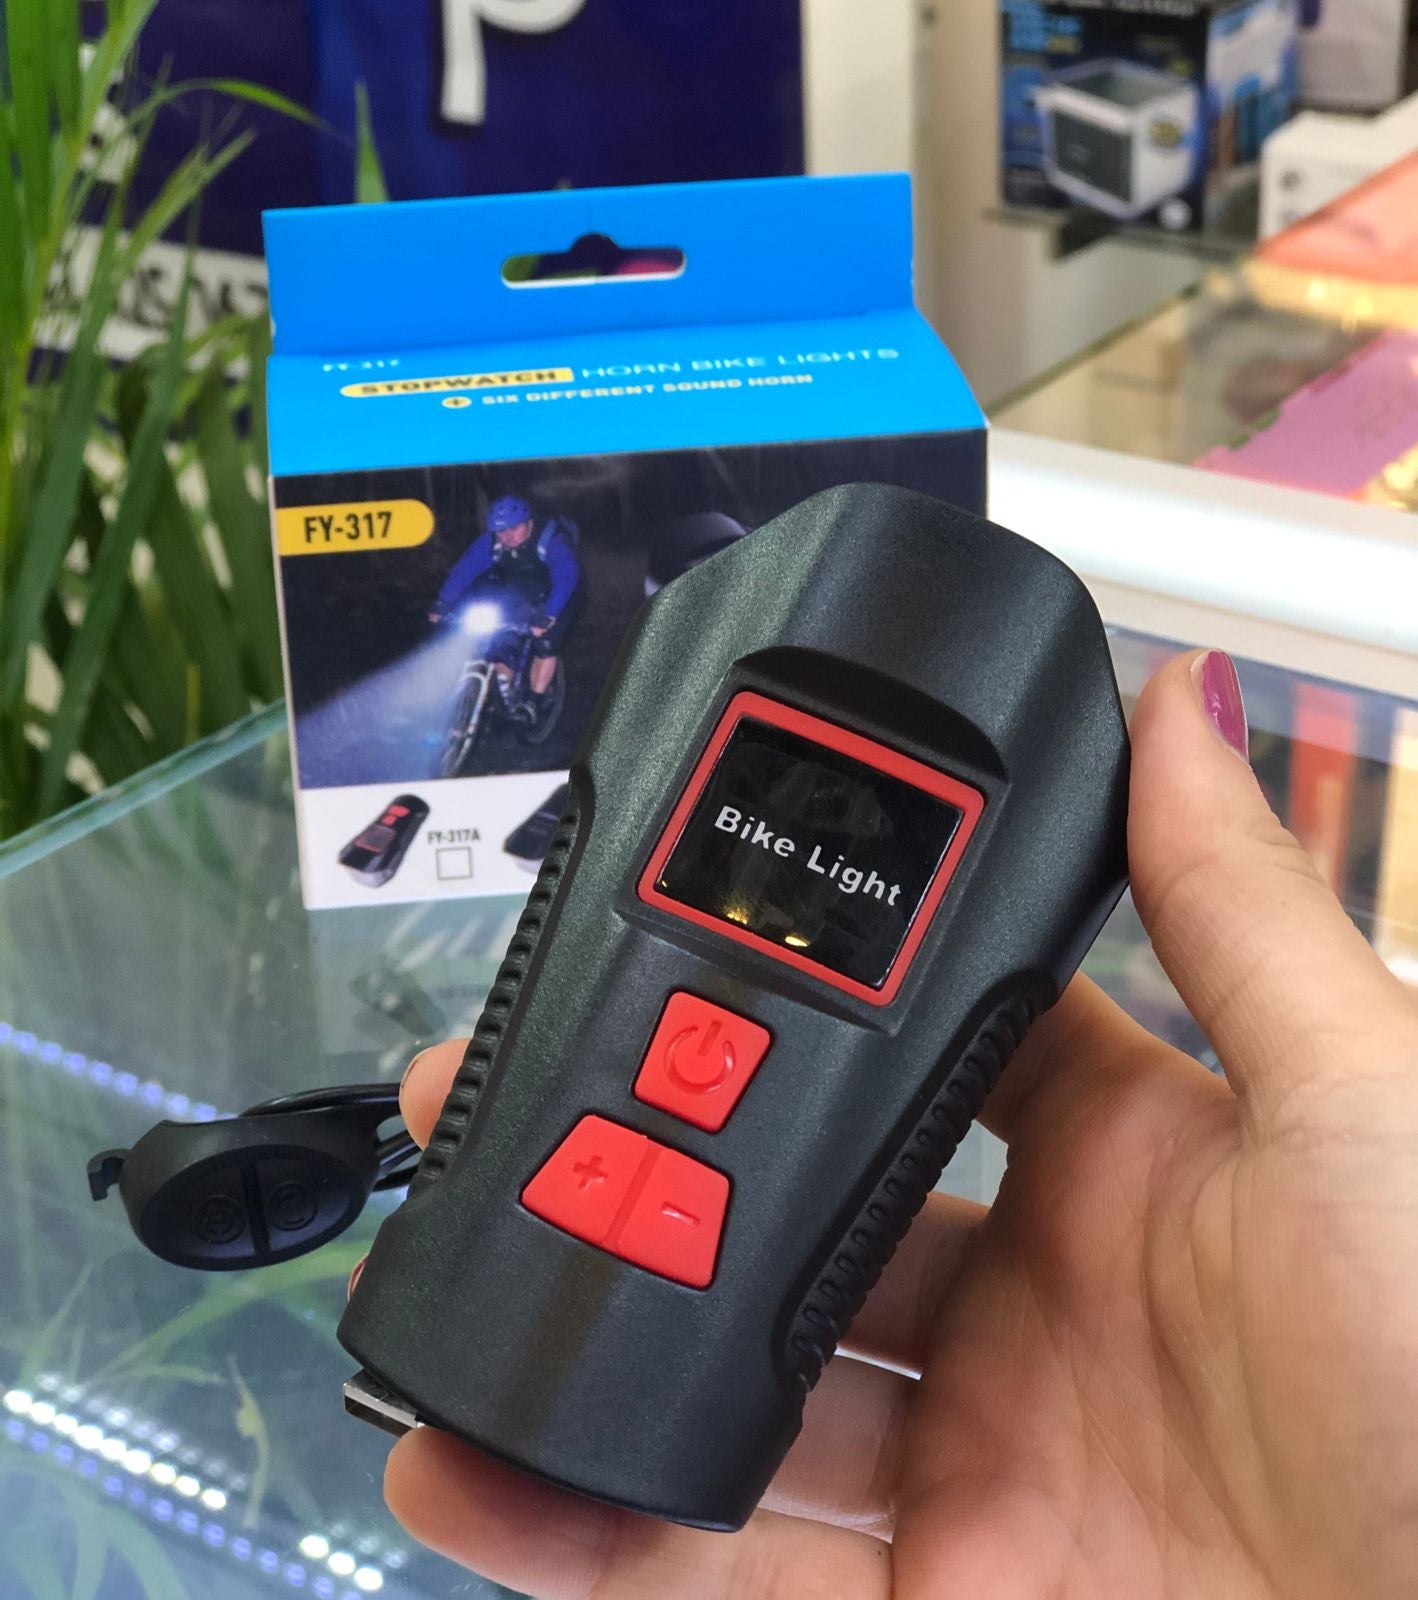 FY-317
STOPWATCH HORN BIKE LIGHTS
+ SIX DIFFERENT SOUND HORN
FY-317
FY-317A
Bike Light
+ -